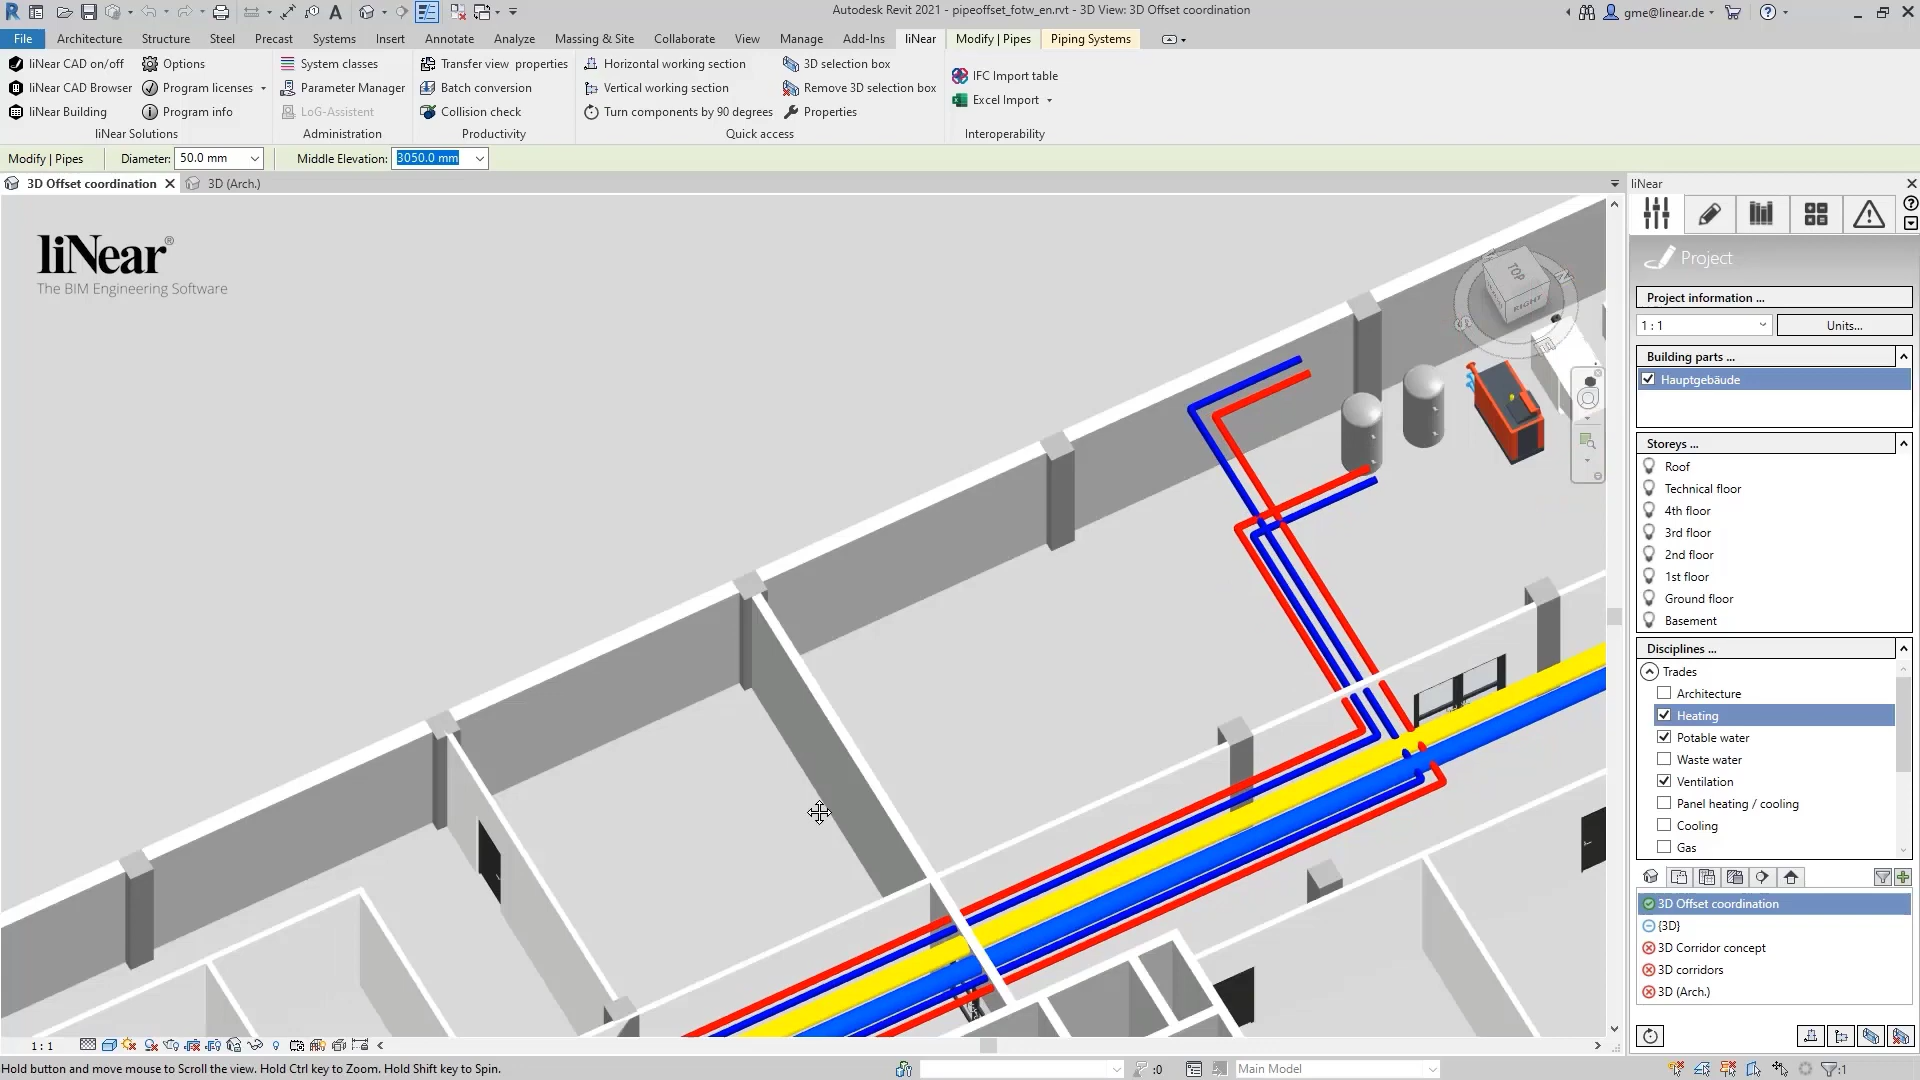 Autodesk Revit 2021 - pipeoffset_fotw_en.rvt - 3D View: 3D Offset coordination
gme@linear.de
File Architecture Structure Steel Precast Systems Insert Annotate Analyze Massing & Site Collaborate View Manage Add-Ins liNear Modify | Pipes Piping Systems
liNear CAD on/off Options System classes Transfer view properties Horizontal working section 3D selection box
IFC Import table
liNear CAD Browser Program licenses Parameter Manager Batch conversion Vertical working section Remove 3D selection box
Excel Import
liNear Building Program info LoG-Assistent Collision check Turn components by 90 degrees Properties
liNear Solutions Administration Productivity Quick access Interoperability
Modify | Pipes Diameter: 50.0 mm Middle Elevation: 3050.0 mm
3D Offset coordination 3D (Arch.)
liNear®
The BIM Engineering Software
TOP
RIGHT
liNear
Project
Project information ...
1 : 1 Units...
Building parts ...
Hauptgebäude
Storeys ...
Roof
Technical floor
4th floor
3rd floor
2nd floor
1st floor
Ground floor
Basement
Disciplines ...
Trades
Architecture
Heating
Potable water
Waste water
Ventilation
Panel heating / cooling
Cooling
Gas
3D Offset coordination
{3D}
3D Corridor concept
3D corridors
3D (Arch.)
1 : 1
Hold button and move mouse to Scroll the view. Hold Ctrl key to Zoom. Hold Shift key to Spin.
:0
Main Model
:1